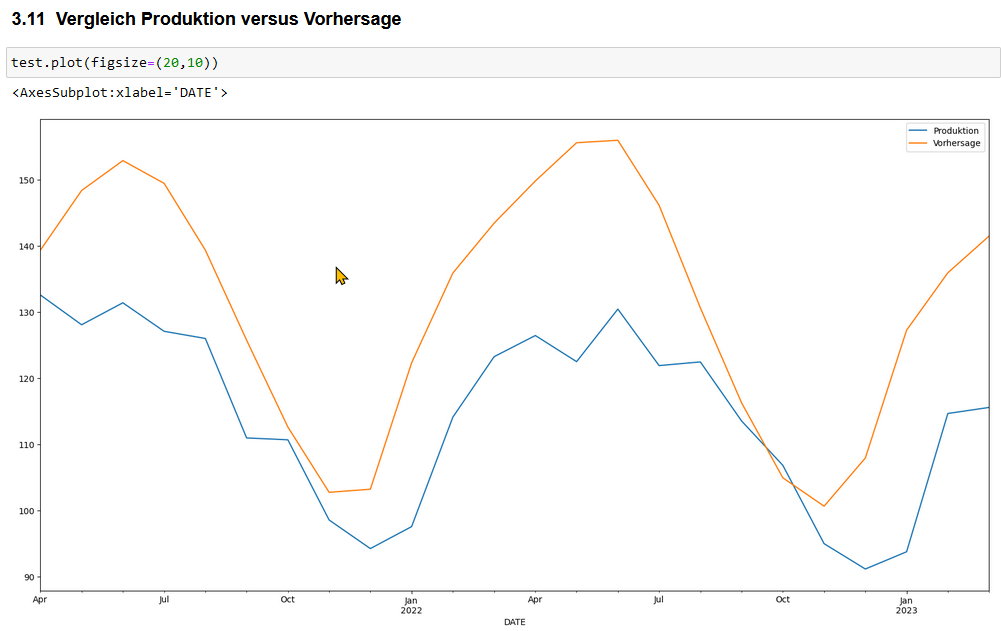 3.11 Vergleich Produktion versus Vorhersage
test.plot(figsize=(20,10))
<AxesSubplot:xlabel='DATE'>
Produktion
Vorhersage
150
140
130
120
110
100
90
Apr
Jul
Oct
Jan
2022
Apr
Jul
Oct
Jan
2023
DATE